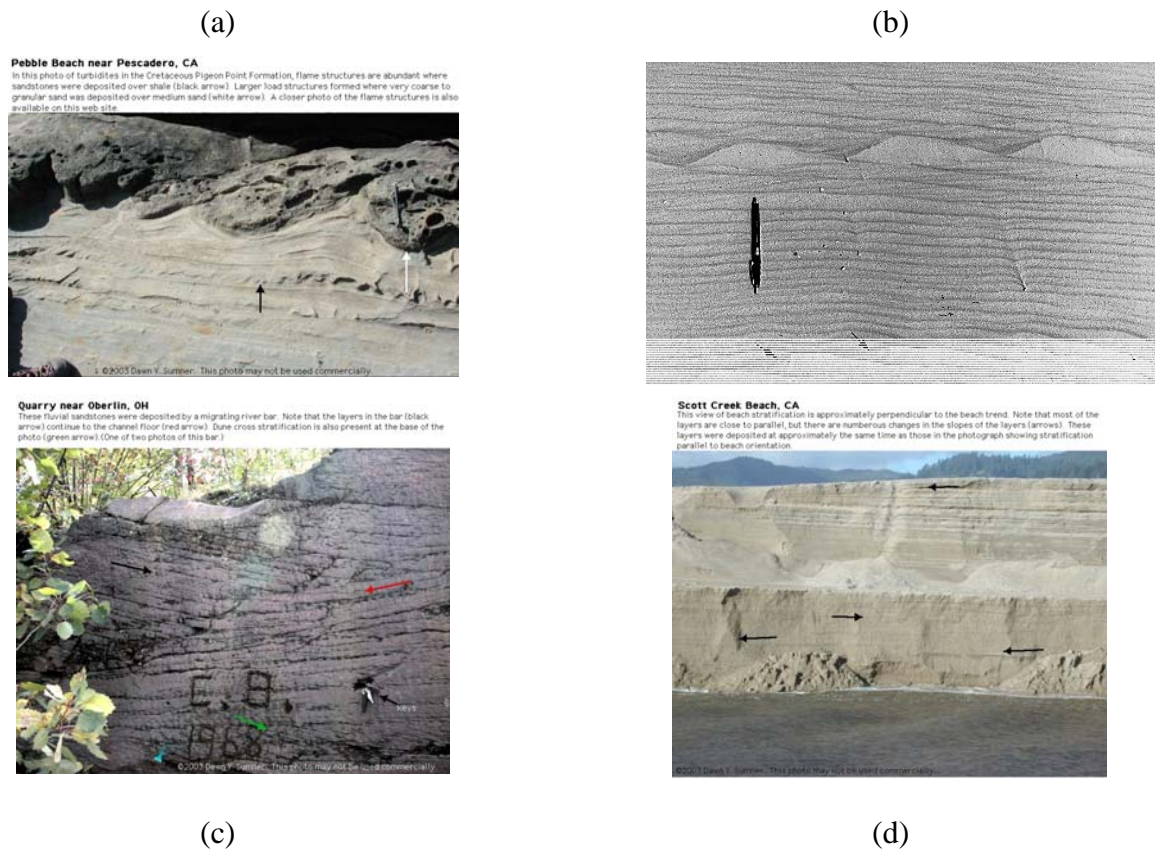 (a)
(b)
Pebble Beach near Pescadero, CA
In this photo of turbidites in the Cretaceous Pigeon Point Formation, flame structures are abundant where
sandstones were deposited over shale (black arrow). Larger load structures formed where very coarse to
granular sand was deposited over medium sand (white arrow). A closer photo of the flame structures is also
available on this web site.
©2003 Dawn Y. Sumner. This photo may not be used commercially.
Quarry near Oberlin, OH
These fluvial sandstones were deposited by a migrating river bar. Note that the layers in the bar (black
arrow) continue to the channel floor (red arrow). Dune cross stratification is also present at the base of the
photo (green arrow).(One of two photos of this bar.)
E. B.
1968
keys
©2003 Dawn Y. Sumner. This photo may not be used commercially.
Scott Creek Beach, CA
This view of beach stratification is approximately perpendicular to the beach trend. Note that most of the
layers are close to parallel, but there are numberous changes in the slopes of the layers (arrows). These
layers were deposited at approximately the same time as those in the photograph showing stratification
parallel to beach orientation.
©2003 Dawn Y. Sumner. This photo may not be used commercially.
(c)
(d)